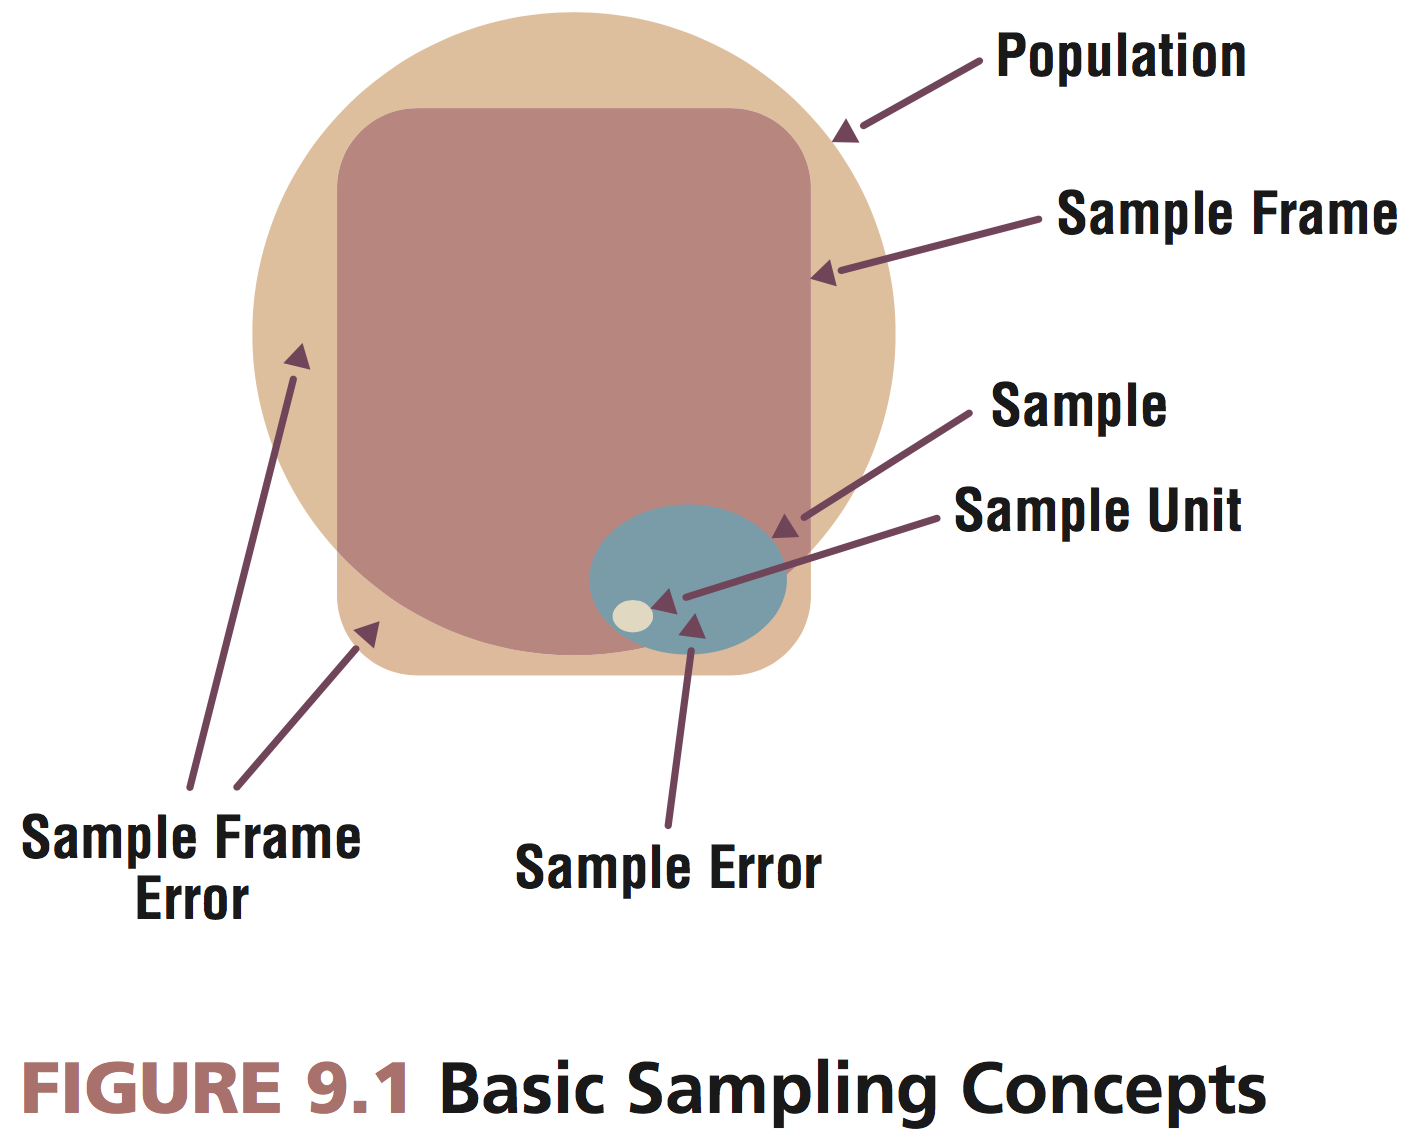 Population
Sample Frame
Sample
Sample Unit
Sample Frame
Error
Sample Error
FIGURE 9.1 Basic Sampling Concepts